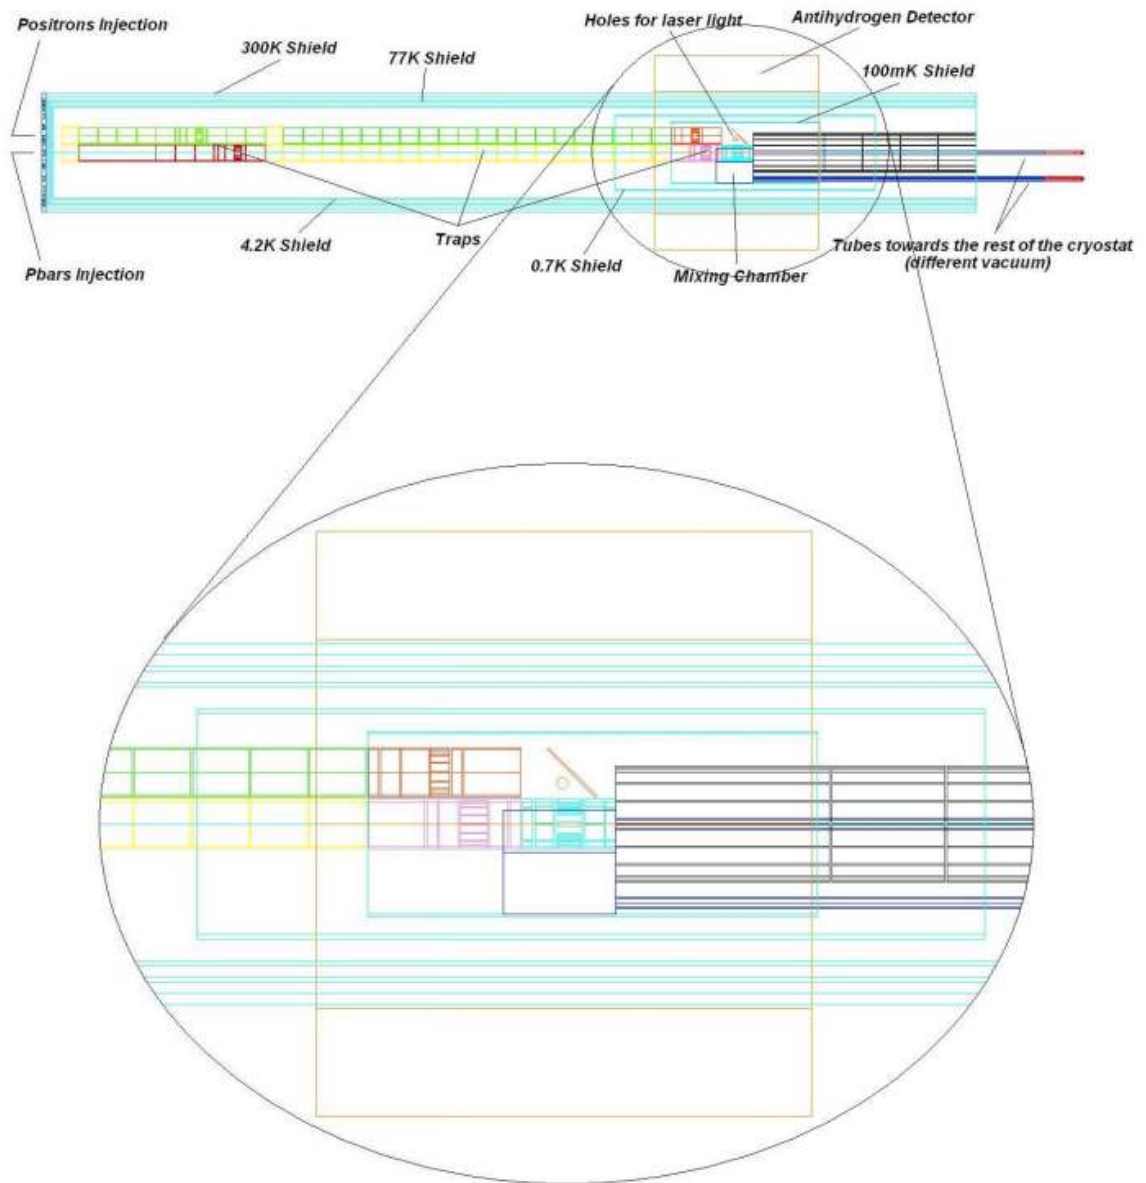 Positrons Injection
Holes for laser light
Antihydrogen Detector
300K Shield
77K Shield
100mK Shield
4.2K Shield
Traps
Tubes towards the rest of the cryostat
(different vacuum)
0.7K Shield
Pbars Injection
Mixing Chamber